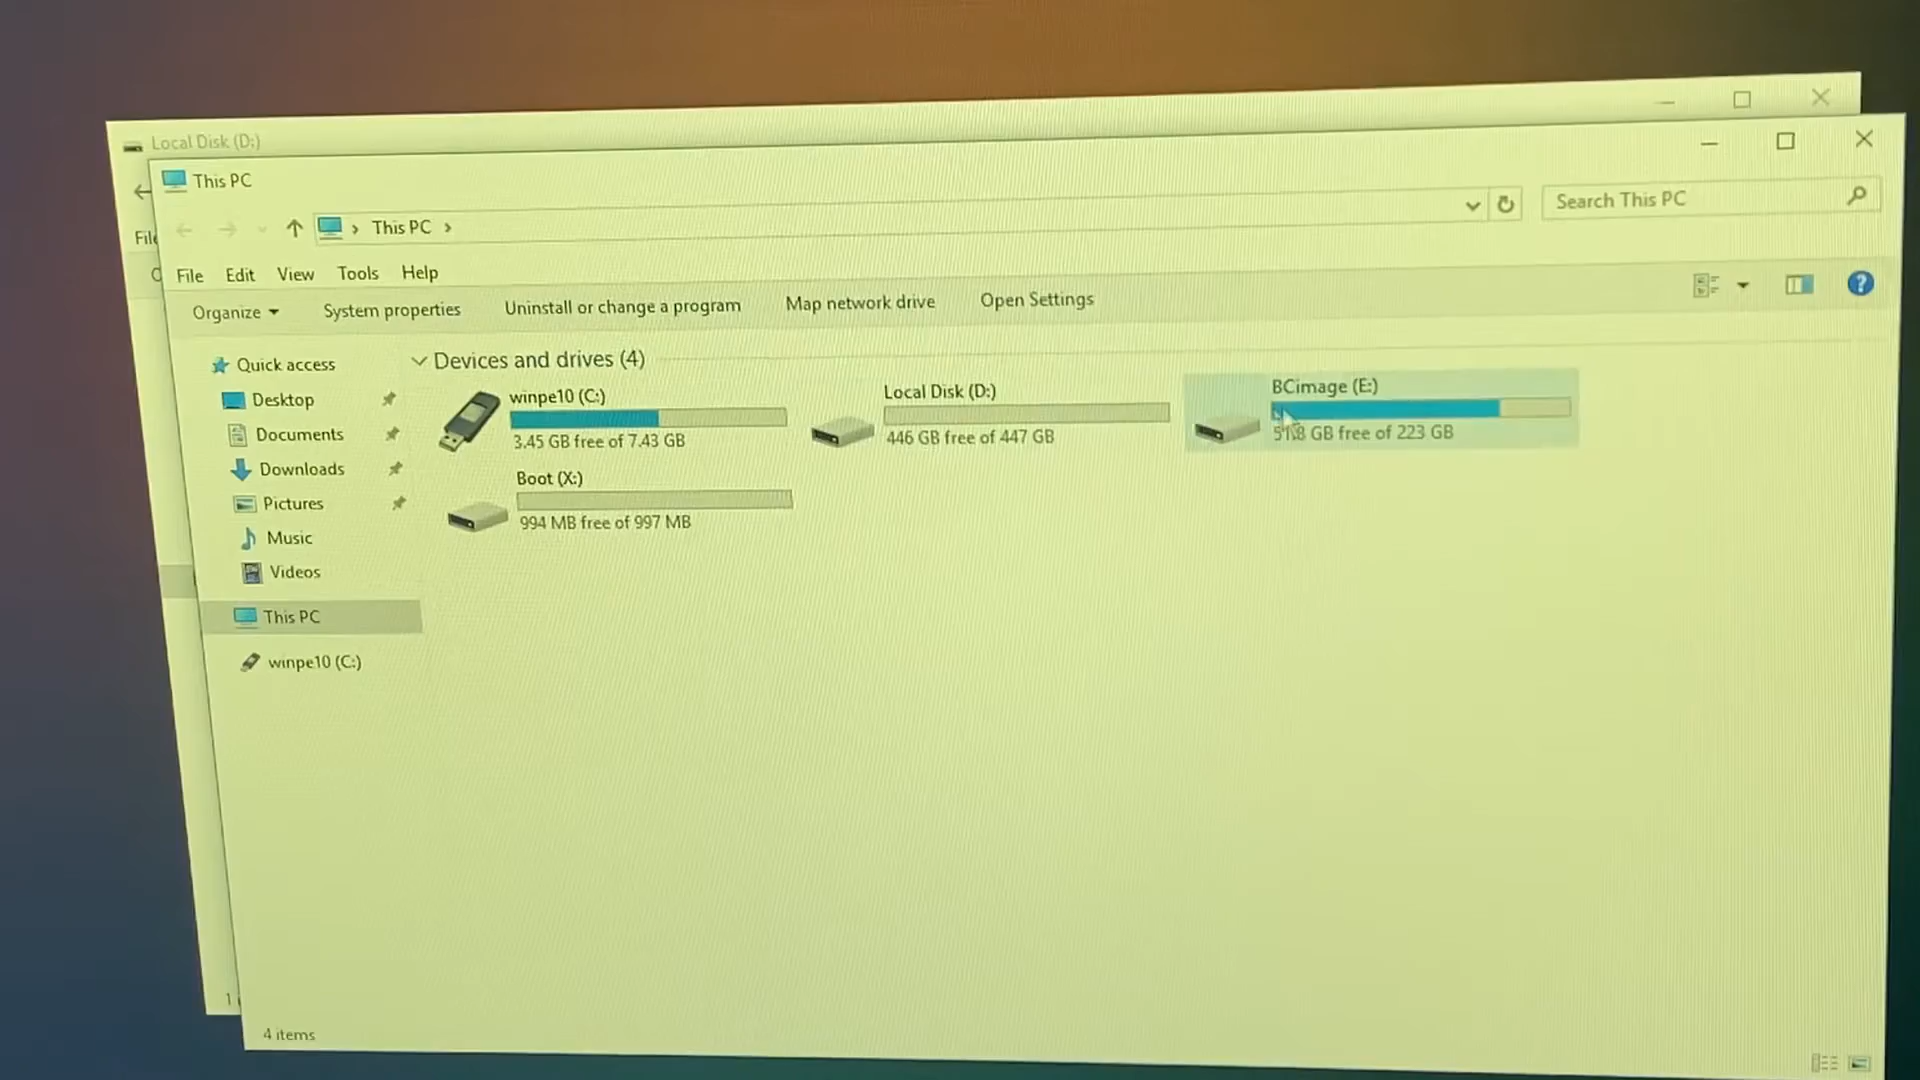 Local Disk (D:)
This PC
This PC
Search This PC
File Edit View Tools Help
Organize System properties Uninstall or change a program Map network drive Open Settings
Quick access
Desktop
Documents
Downloads
Pictures
Music
Videos
This PC
winpe10 (C:)
Devices and drives (4)
winpe10 (C:)
3.45 GB free of 7.43 GB
Local Disk (D:)
446 GB free of 447 GB
BCimage (E:)
51.8 GB free of 223 GB
Boot (X:)
994 MB free of 997 MB
4 items